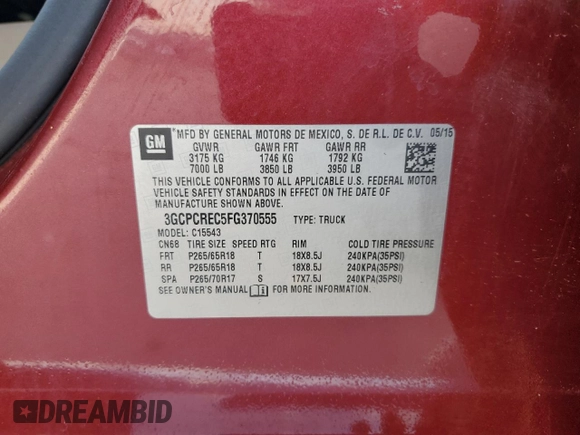 GM
MFD BY GENERAL MOTORS DE MEXICO, S. DE R.L. DE C.V. 05/15
GVWR GAWR FRT GAWR RR
3175 KG 1746 KG 1792 KG
7000 LB 3850 LB 3950 LB
THIS VEHICLE CONFORMS TO ALL APPLICABLE U.S. FEDERAL MOTOR
VEHICLE SAFETY STANDARDS IN EFFECT ON THE DATE OF
MANUFACTURE SHOWN ABOVE.
3GCPCREC5FG370555 TYPE: TRUCK
MODEL: C15543
CN68 TIRE SIZE SPEED RTG RIM COLD TIRE PRESSURE
FRT P265/65R18 T 18X8.5J 240KPA(35PSI)
RR P265/65R18 T 18X8.5J 240KPA(35PSI)
SPA P265/70R17 S 17X7.5J 240KPA(35PSI)
SEE OWNER'S MANUAL FOR MORE INFORMATION.
DREAMBID